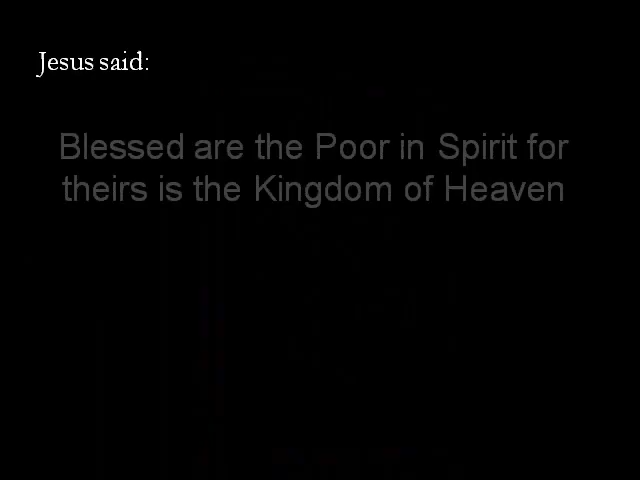 Jesus said:
Blessed are the Poor in Spirit for
theirs is the Kingdom of Heaven